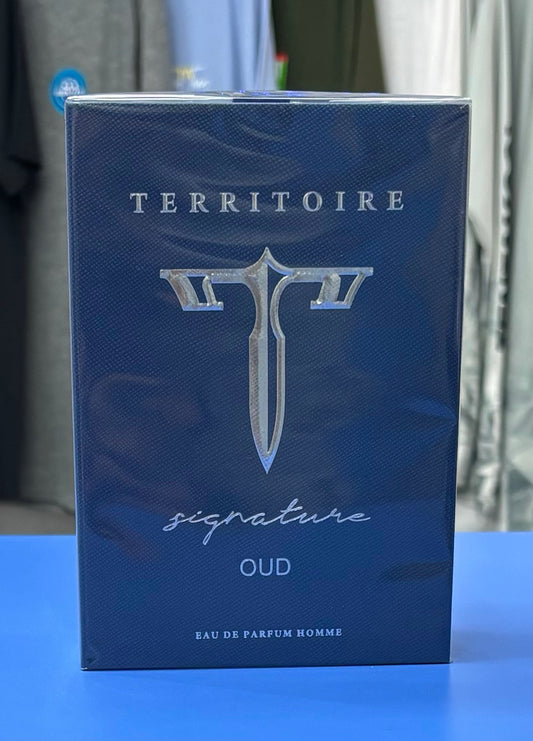 TERRITOIRE
signature
OUD
EAU DE PARFUM HOMME